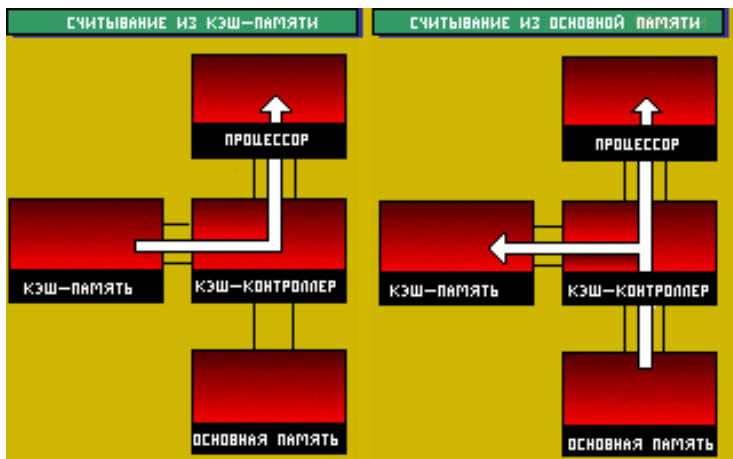 СЧИТЫВАНИЕ ИЗ КЭШ-ПАМЯТИ
ПРОЦЕССОР
КЭШ-ПАМЯТЬ
КЭШ-КОНТРОЛЛЕР
ОСНОВНАЯ ПАМЯТЬ
СЧИТЫВАНИЕ ИЗ ОСНОВНОЙ ПАМЯТИ
ПРОЦЕССОР
КЭШ-ПАМЯТЬ
КЭШ-КОНТРОЛЛЕР
ОСНОВНАЯ ПАМЯТЬ